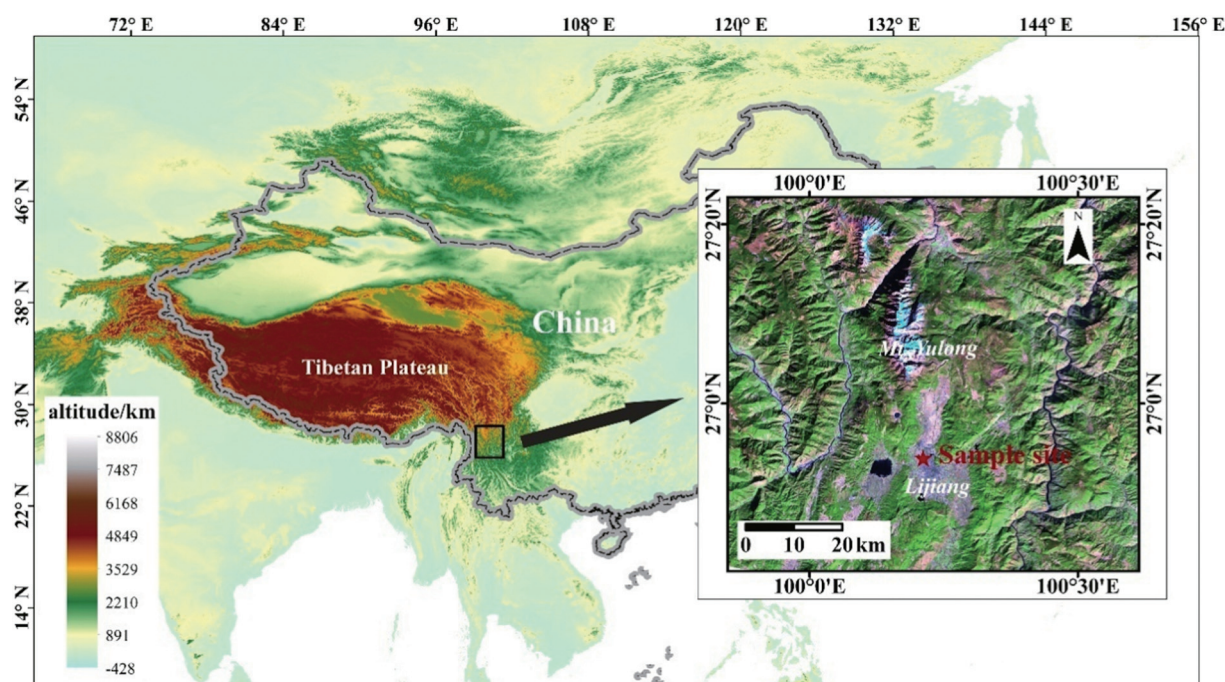 72° E
84° E
96° E
108° E
120° E
132° E
144° E
156° E
54° N
46° N
38° N
30° N
22° N
14° N
China
Tibetan Plateau
altitude/km
8806
7487
6168
4849
3529
2210
891
-428
100°0'E
100°30'E
27°20'N
27°0'N
27°20'N
27°0'N
N
Mt. Yulong
Sample site
Lijiang
0 10 20 km
100°0'E
100°30'E